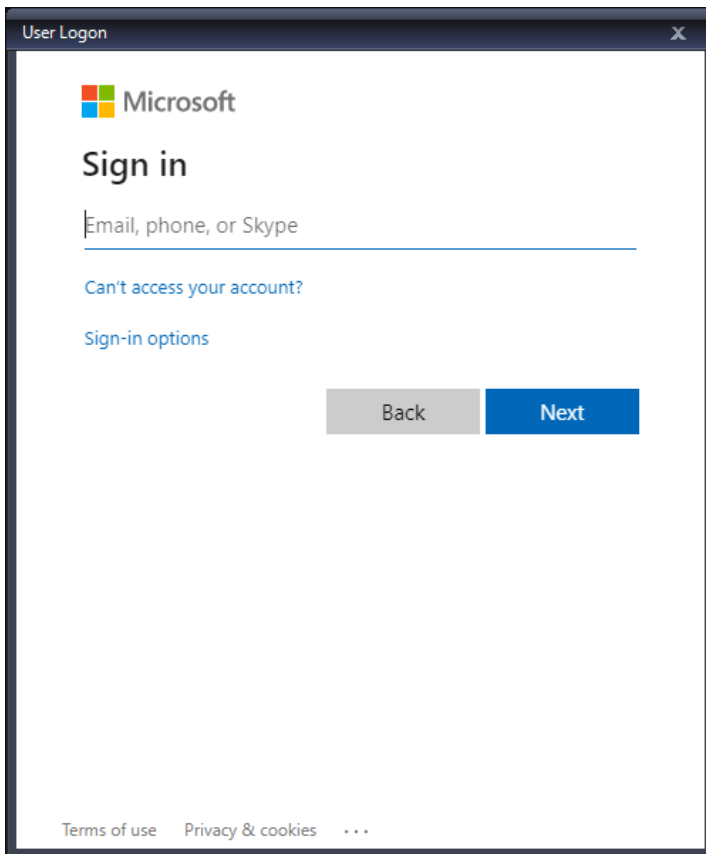 User Logon x
Microsoft
Sign in
Email, phone, or Skype
Can't access your account?
Sign-in options
Back Next
Terms of use Privacy & cookies ...